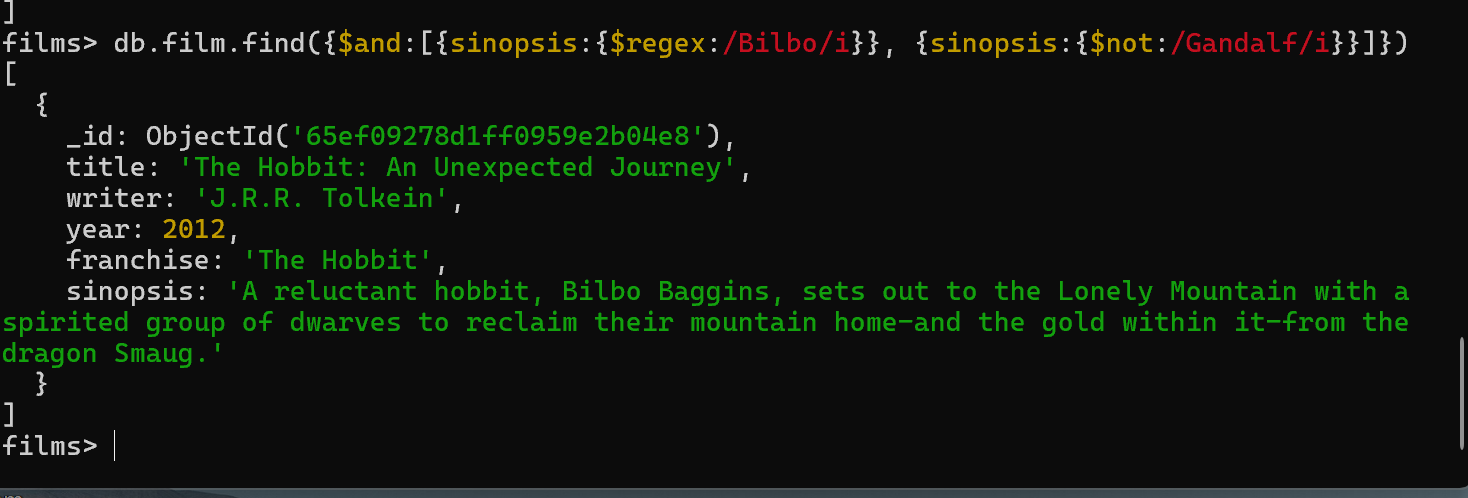 ]
films> db.film.find({$and:[{sinopsis:{$regex:/Bilbo/i}}, {sinopsis:{$not:/Gandalf/i}}]})
[
  {
    _id: ObjectId('65ef09278d1ff0959e2b04e8'),
    title: 'The Hobbit: An Unexpected Journey',
    writer: 'J.R.R. Tolkein',
    year: 2012,
    franchise: 'The Hobbit',
    sinopsis: 'A reluctant hobbit, Bilbo Baggins, sets out to the Lonely Mountain with a
spirited group of dwarves to reclaim their mountain home—and the gold within it—from the
dragon Smaug.'
  }
]
films>